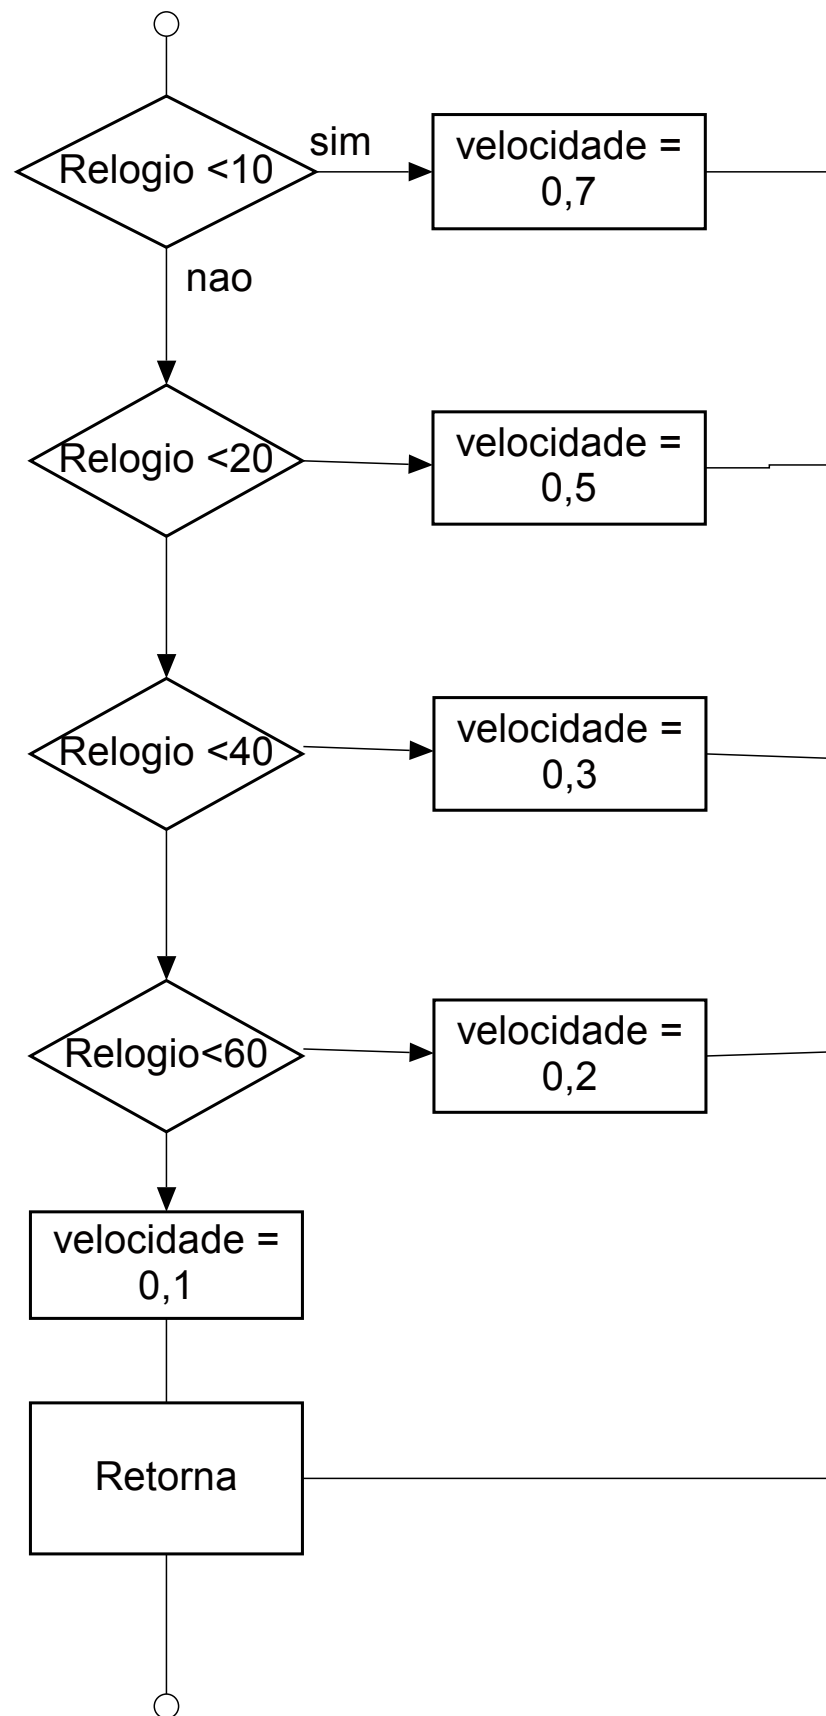 Relogio <10
sim
velocidade =
0,7
nao
Relogio <20
velocidade =
0,5
Relogio <40
velocidade =
0,3
Relogio<60
velocidade =
0,2
velocidade =
0,1
Retorna